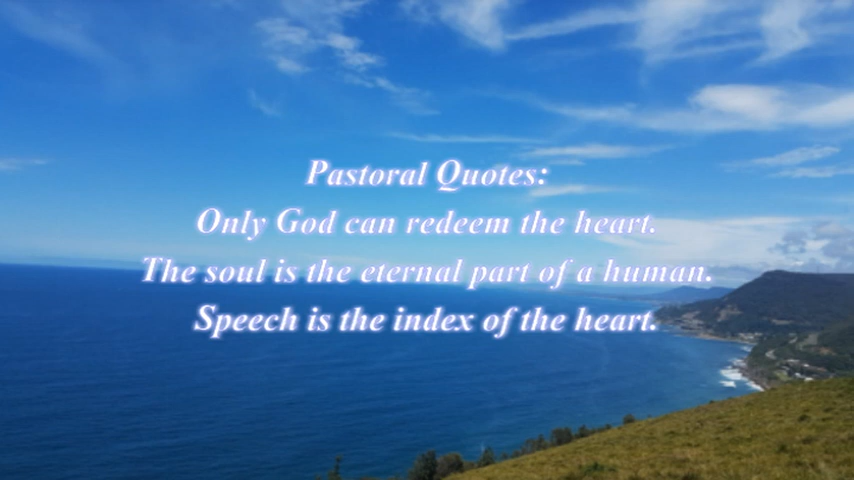 Pastoral Quotes:
Only God can redeem the heart.
The soul is the eternal part of a human.
Speech is the index of the heart.